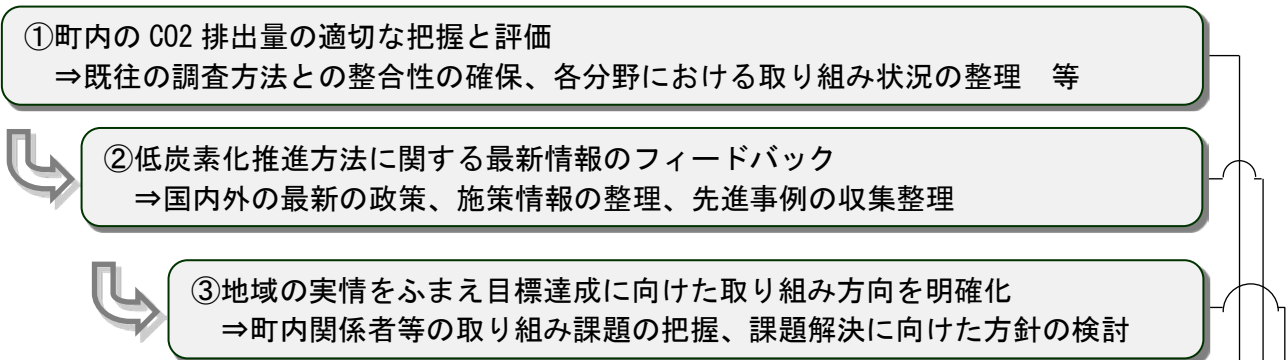 ①町内の CO2 排出量の適切な把握と評価
⇒既往の調査方法との整合性の確保、各分野における取り組み状況の整理　等
②低炭素化推進方法に関する最新情報のフィードバック
⇒国内外の最新の政策、施策情報の整理、先進事例の収集整理
③地域の実情をふまえ目標達成に向けた取り組み方向を明確化
⇒町内関係者等の取り組み課題の把握、課題解決に向けた方針の検討